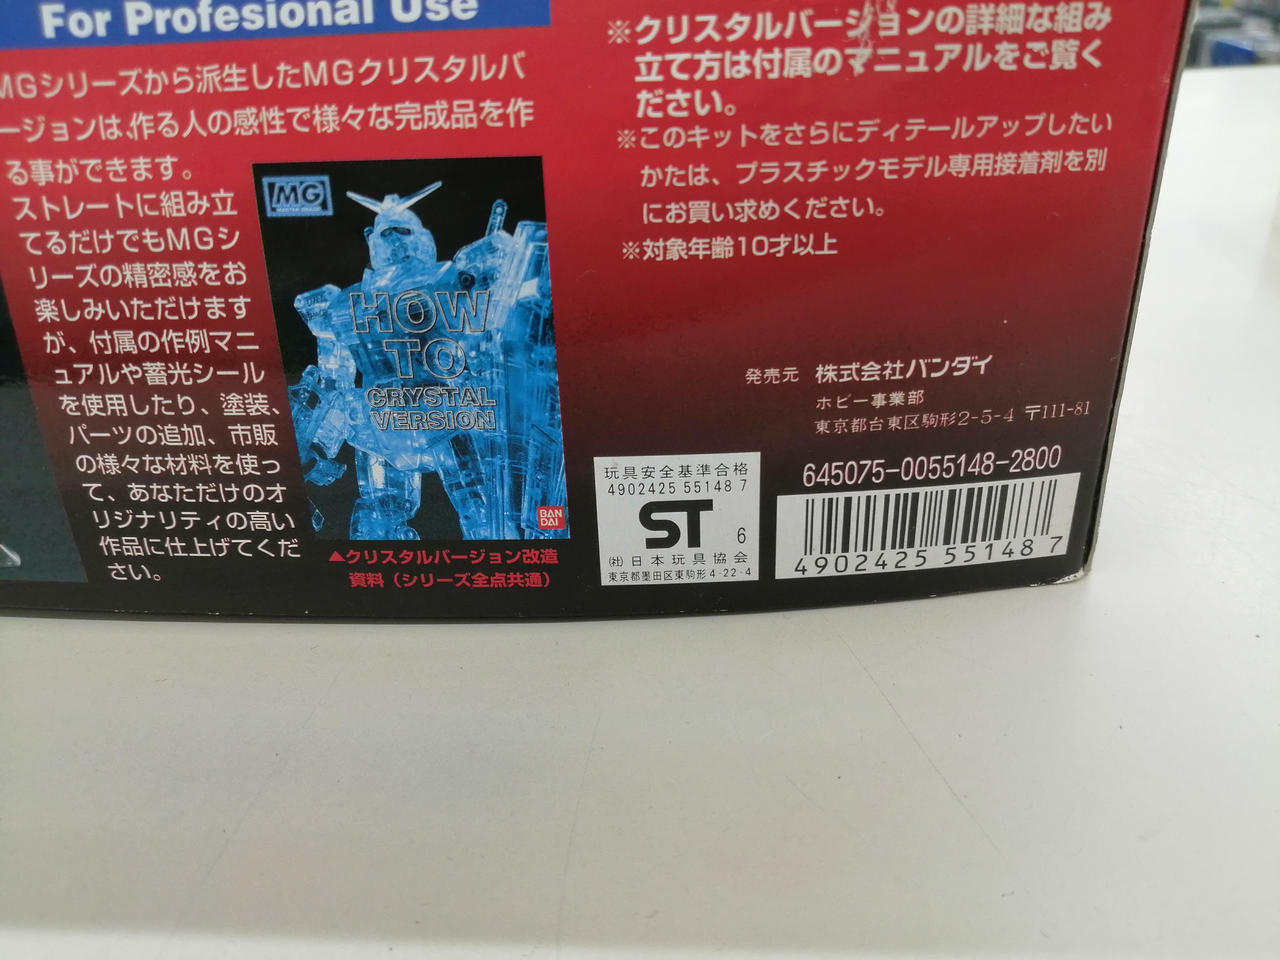 For Profesional Use
MGシリーズから派生したMGクリスタルバ
ージョンは、作る人の感性で様々な完成品を作
る事ができます。
ストレートに組み立
てるだけでもMGシ
リーズの精密感をお
楽しみいただけます
が、付属の作例マニ
ュアルや蓄光シール
を使用したり、塗装、
パーツの追加、市販
の様々な材料を使っ
て、あなただけのオ
リジナリティの高い
作品に仕上げてくだ
さい。
MG
MASTER GRADE
HOW
TO
CRYSTAL
VERSION
BAN
DAI
▲クリスタルバージョン改造
資料（シリーズ全点共通）
※クリスタルバージョンの詳細な組み
立て方は付属のマニュアルをご覧く
ださい。
※このキットをさらにディテールアップしたい
かたは、プラスチックモデル専用接着剤を別
にお買い求めください。
※対象年齢10才以上
発売元 株式会社バンダイ
ホビー事業部
東京都台東区駒形2-5-4 〒111-81
玩具安全基準合格
4902425 55148 7
ST 6
㈳日本玩具協会
東京都墨田区東駒形4-22-4
645075-0055148-2800
4902425 55148 7